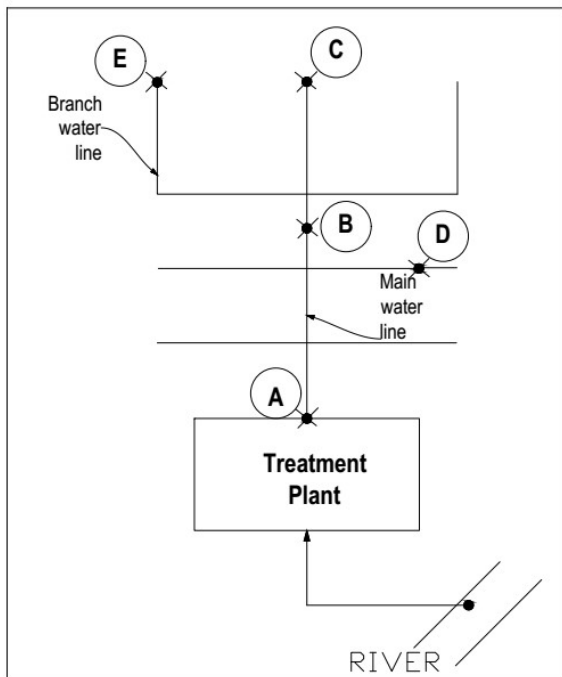 E
C
Branch
water
line
B
D
Main
water
line
A
Treatment
Plant
RIVER